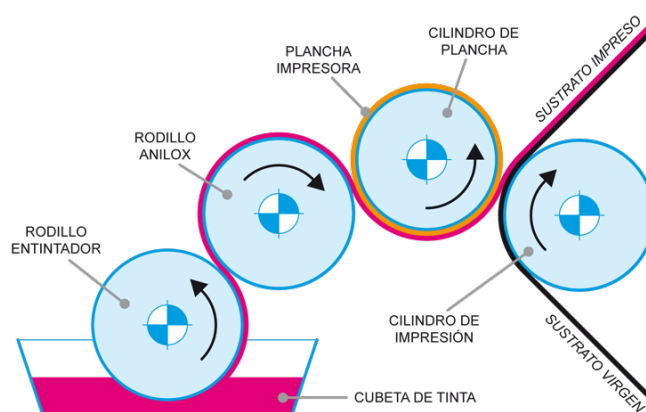 CILINDRO DE
PLANCHA
PLANCHA
IMPRESORA
SUSTRATO IMPRESO
RODILLO
ANILOX
RODILLO
ENTINTADOR
CILINDRO DE
IMPRESIÓN
SUSTRATO VIRGEN
CUBETA DE TINTA